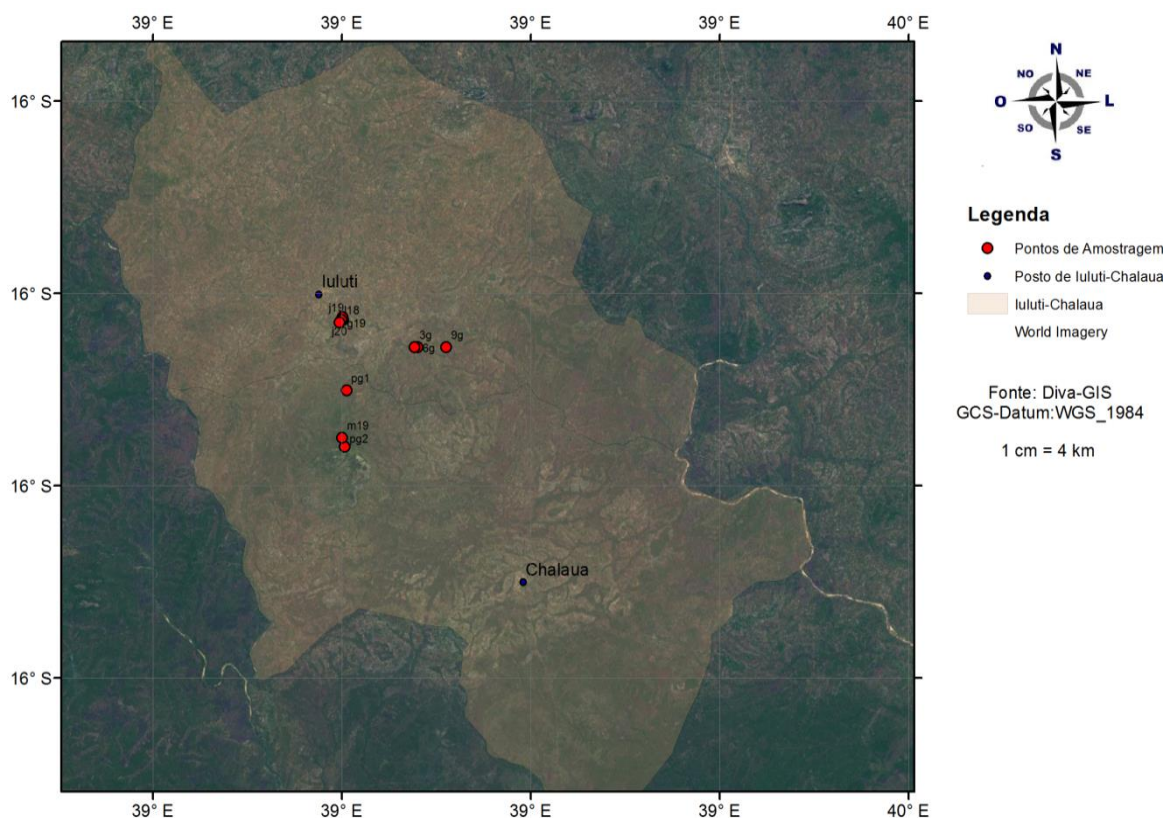 39° E 39° E 39° E 39° E 40° E
16° S
16° S
16° S
16° S
Iuluti
j19 j18
g19
j20
3g 9g
6g
pg1
m19
pg2
Chalaua
39° E 39° E 39° E 39° E 40° E
N
NO NE
O L
SO SE
S
Legenda
Pontos de Amostragem
Posto de Iuluti-Chalaua
Iuluti-Chalaua
World Imagery
Fonte: Diva-GIS
GCS-Datum:WGS_1984
1 cm = 4 km